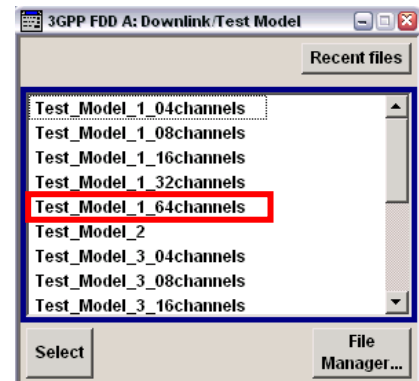 3GPP FDD A: Downlink/Test Model
Recent files
Test_Model_1_04channels
Test_Model_1_08channels
Test_Model_1_16channels
Test_Model_1_32channels
Test_Model_1_64channels
Test_Model_2
Test_Model_3_04channels
Test_Model_3_08channels
Test_Model_3_16channels
Select
File
Manager...